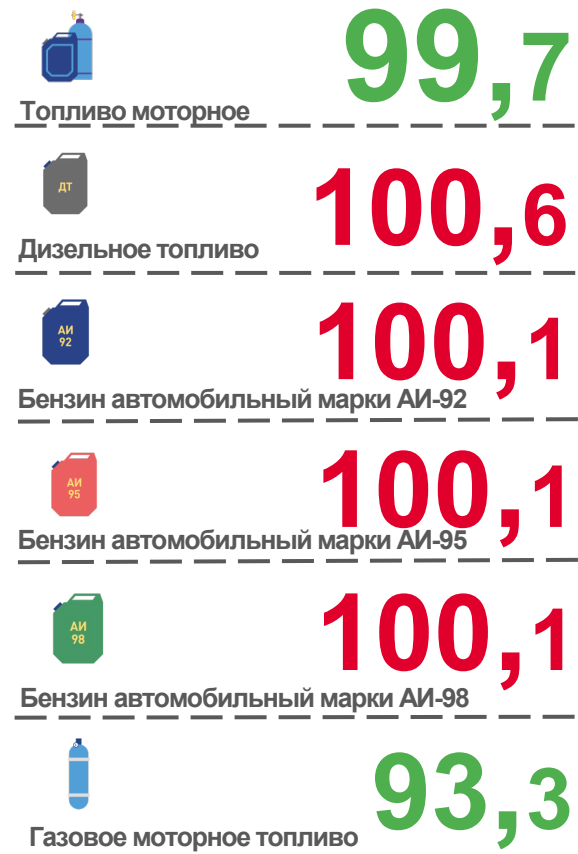 99,7
Топливо моторное
ДТ
100,6
Дизельное топливо
АИ
92
100,1
Бензин автомобильный марки АИ-92
АИ
95
100,1
Бензин автомобильный марки АИ-95
АИ
98
100,1
Бензин автомобильный марки АИ-98
93,3
Газовое моторное топливо